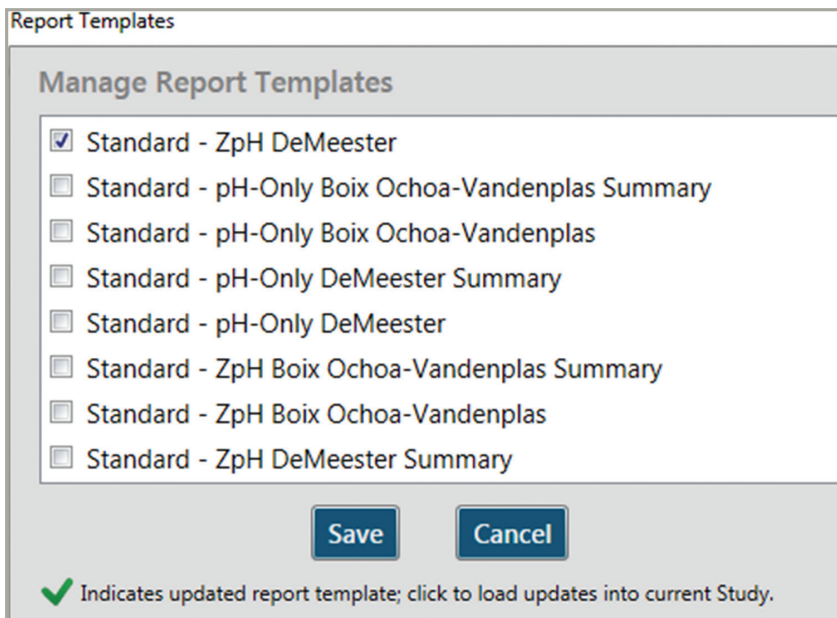 Report Templates
Manage Report Templates
Standard - ZpH DeMeester
Standard - pH-Only Boix Ochoa-Vandenplas Summary
Standard - pH-Only Boix Ochoa-Vandenplas
Standard - pH-Only DeMeester Summary
Standard - pH-Only DeMeester
Standard - ZpH Boix Ochoa-Vandenplas Summary
Standard - ZpH Boix Ochoa-Vandenplas
Standard - ZpH DeMeester Summary
Save Cancel
Indicates updated report template; click to load updates into current Study.